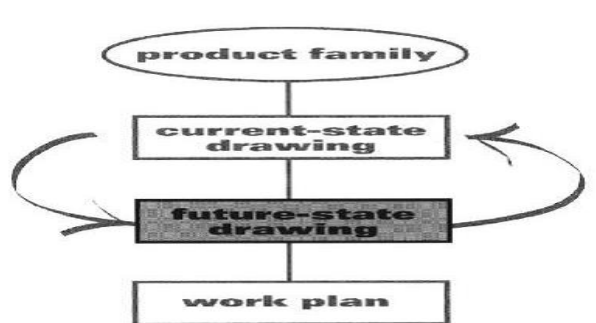 product family
current-state
drawing
future-state
drawing
work plan